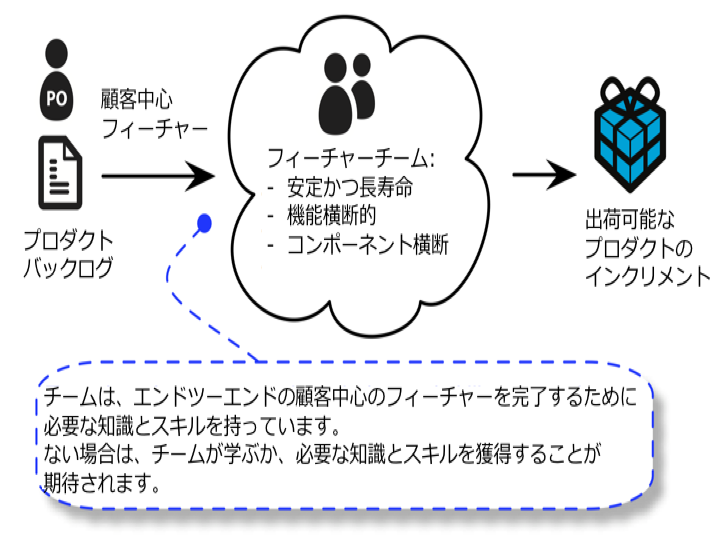 PO
顧客中心
フィーチャー
プロダクト
バックログ
フィーチャーチーム:
- 安定かつ長寿命
- 機能横断的
- コンポーネント横断
出荷可能な
プロダクトの
インクリメント
チームは、エンドツーエンドの顧客中心のフィーチャーを完了するために
必要な知識とスキルを持っています。
ない場合は、チームが学ぶか、必要な知識とスキルを獲得することが
期待されます。